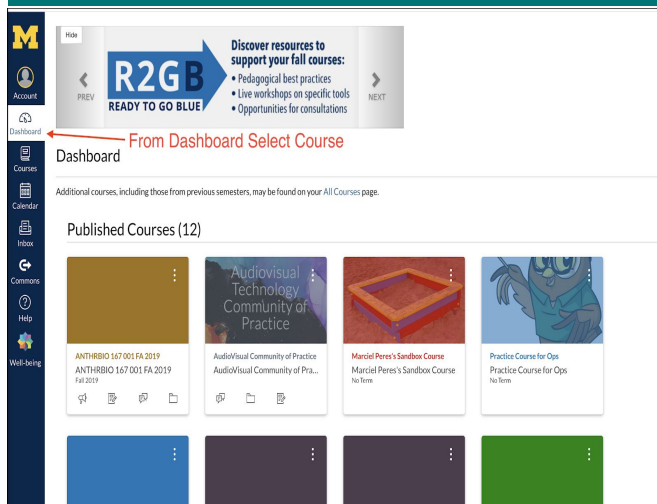 M
Hide
Discover resources to
support your fall courses:
• Pedagogical best practices
• Live workshops on specific tools
• Opportunities for consultations
R2GB
READY TO GO BLUE
PREV
NEXT
Account
Dashboard
Courses
Calendar
Inbox
Commons
Help
Well-being
From Dashboard Select Course
Dashboard
Additional courses, including those from previous semesters, may be found on your All Courses page.
Published Courses (12)
ANTHRBIO 167 001 FA 2019
ANTHRBIO 167 001 FA 2019
Fall 2019
Audiovisual
Technology
Community of
Practice
AudioVisual Community of Practice
AudioVisual Community of Pra...
Marciel Peres's Sandbox Course
Marciel Peres's Sandbox Course
No Term
Practice Course for Ops
Practice Course for Ops
No Term